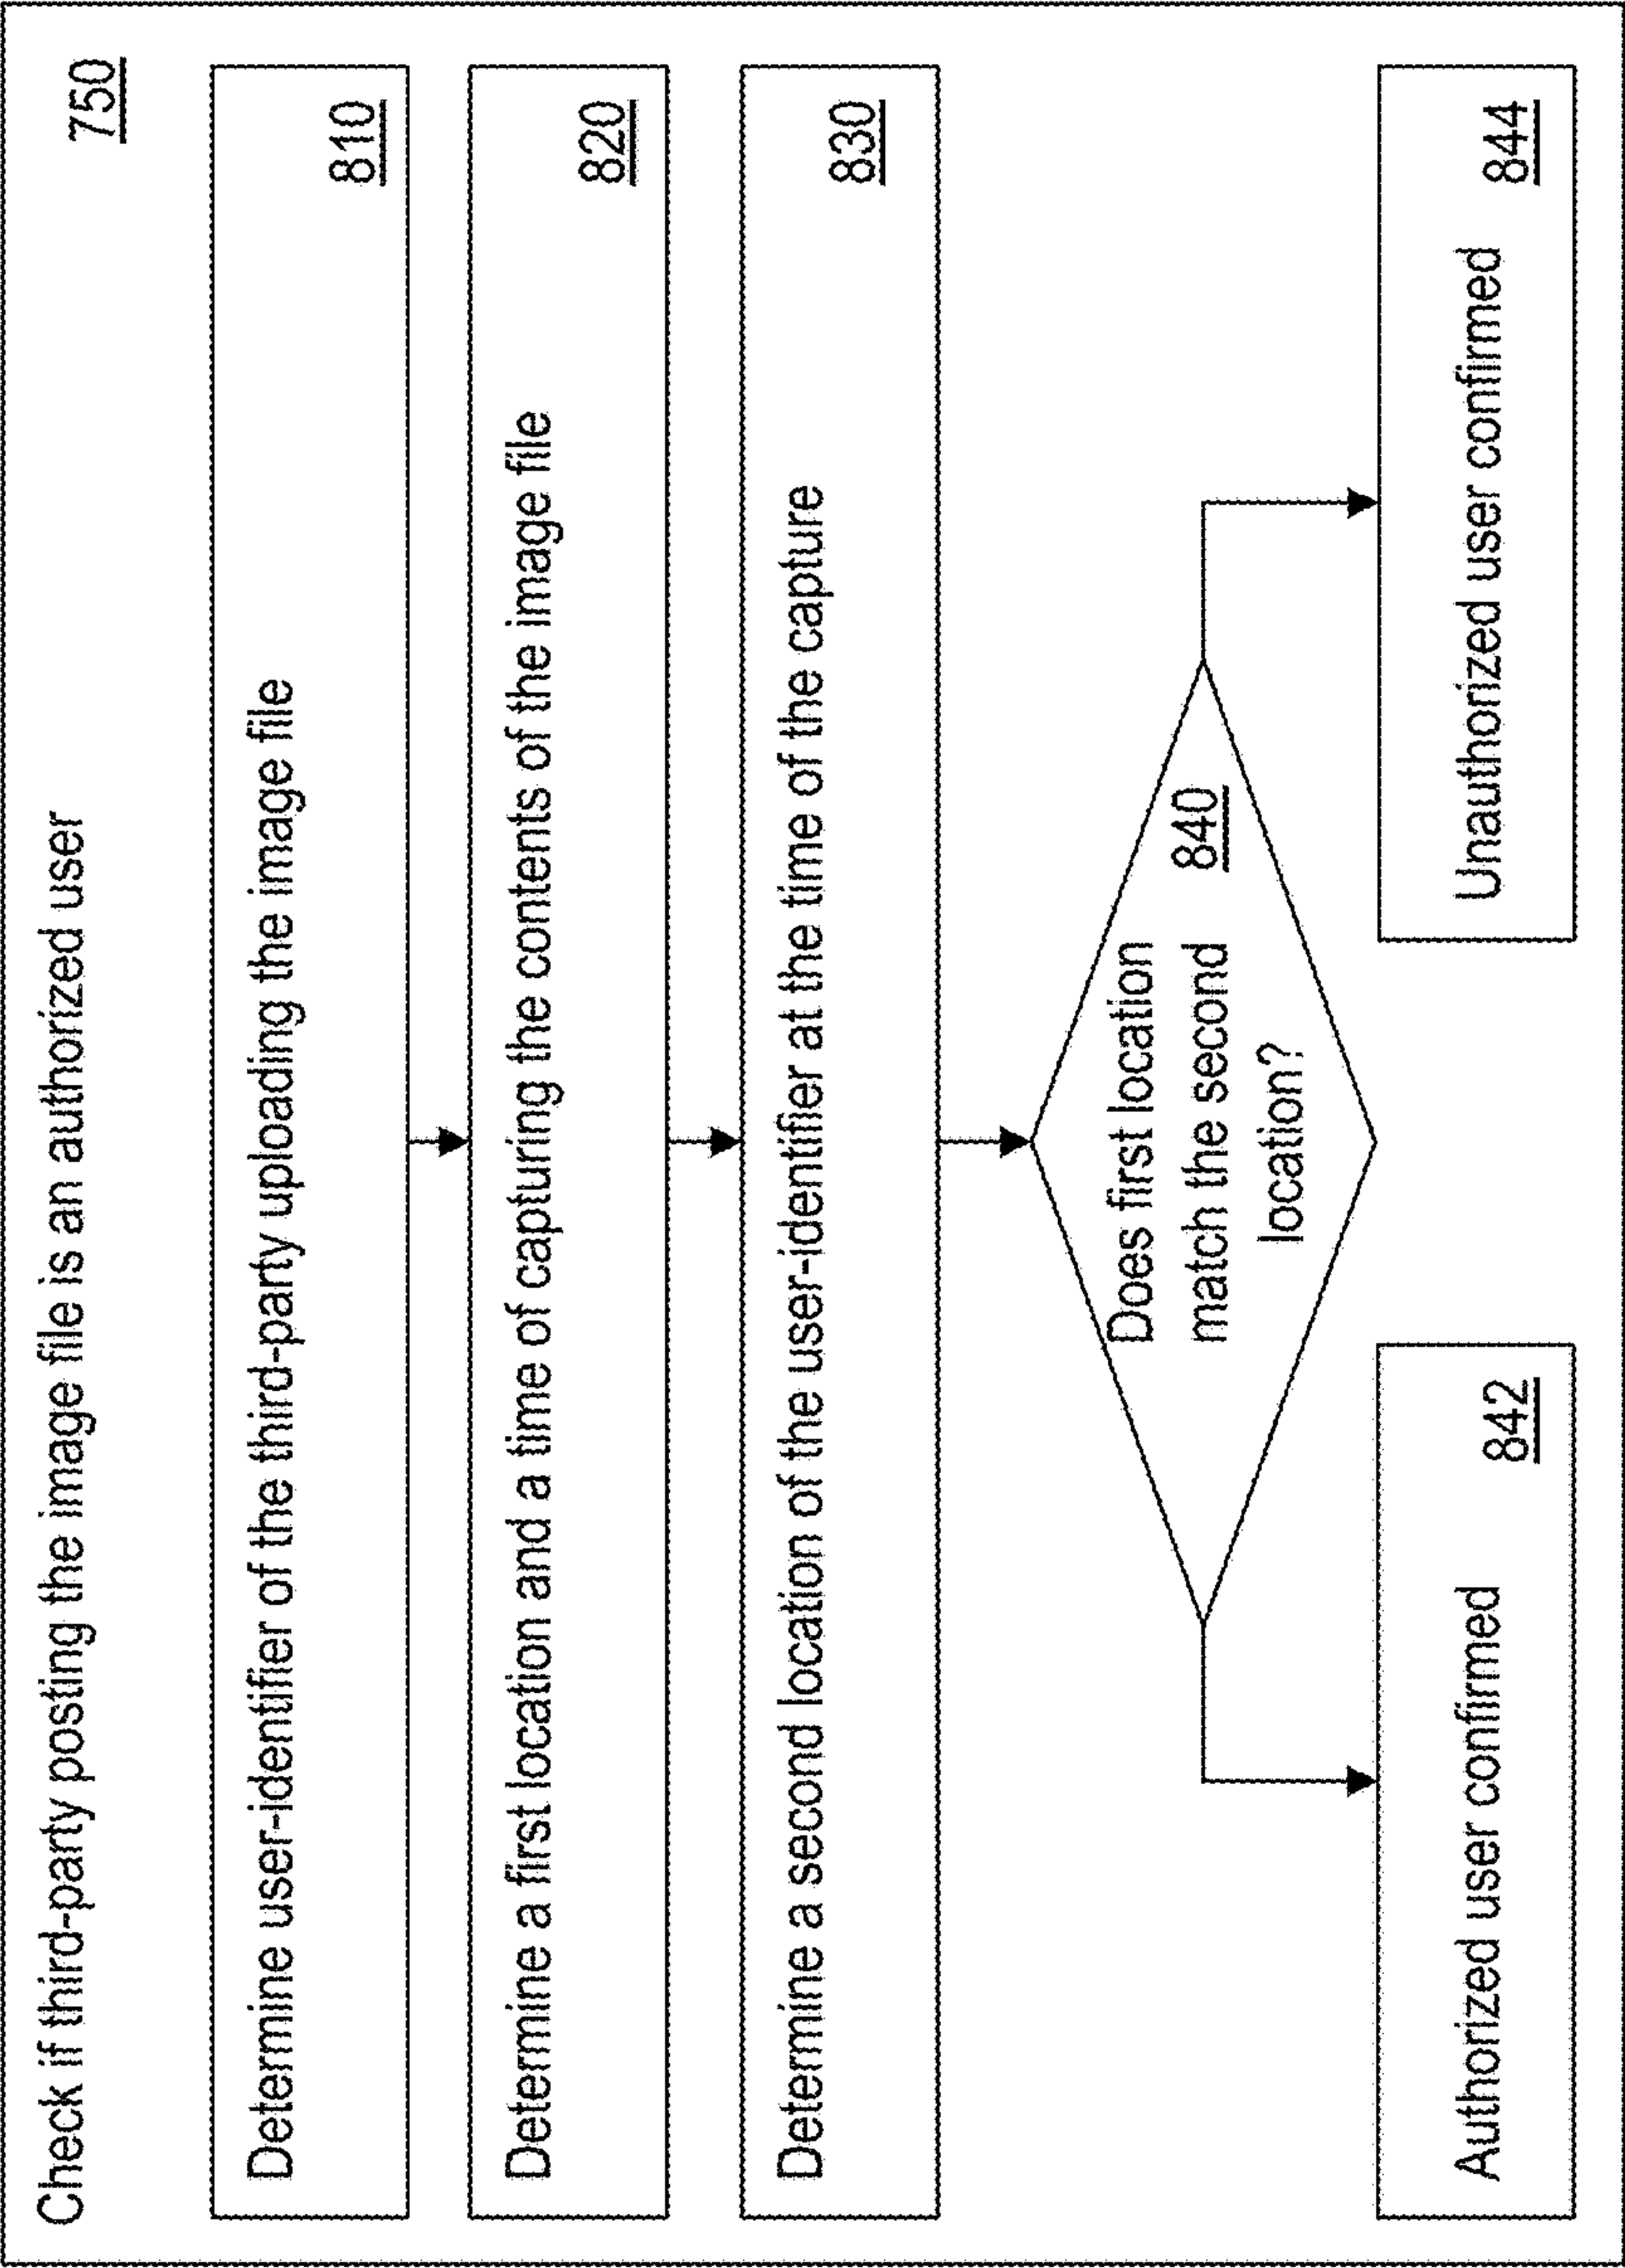 Check if third-party posting the image file is an authorized user
750
Determine user-identifier of the third-party uploading the image file
810
Determine a first location and a time of capturing the contents of the image file
820
Determine a second location of the user-identifier at the time of the capture
830
Does first location
match the second
840
location?
Authorized user confirmed
842
Unauthorized user confirmed
844